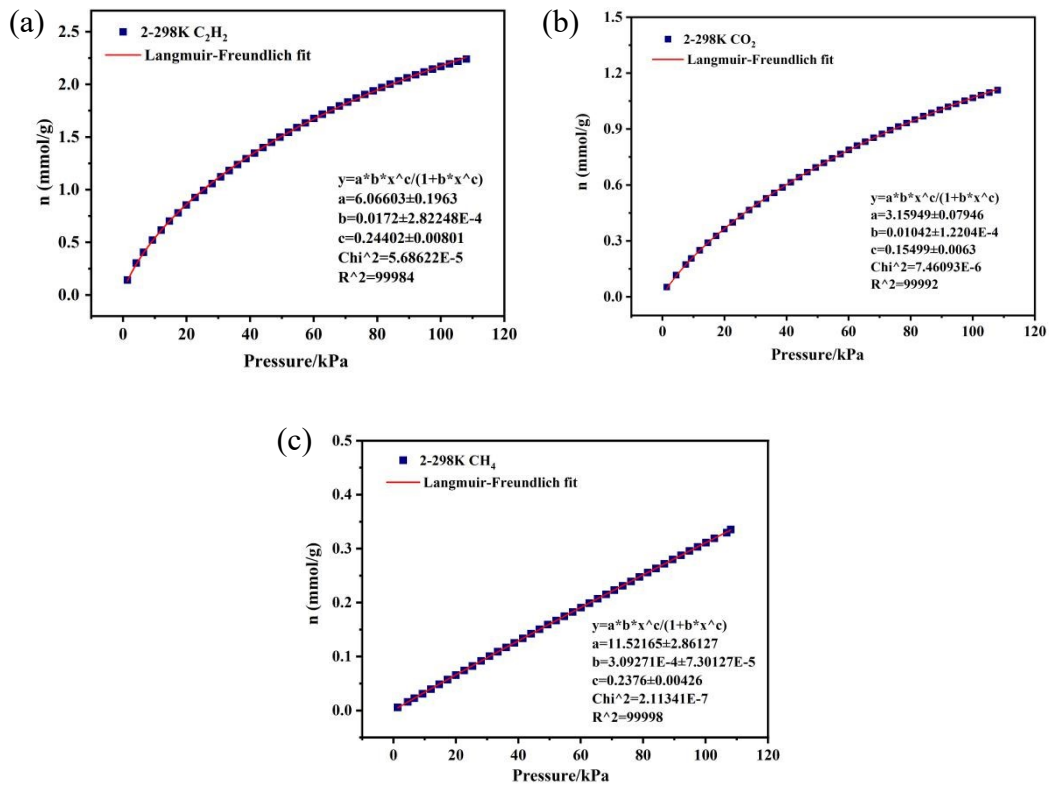 (a)
2-298K C₂H₂
Langmuir-Freundlich fit
2.5
2.0
1.5
1.0
0.5
0.0
n (mmol/g)
y=a*b*x^c/(1+b*x^c)
a=6.06603±0.1963
b=0.0172±2.82248E-4
c=0.24402±0.00801
Chi^2=5.68622E-5
R^2=99984
0 20 40 60 80 100 120
Pressure/kPa
(b)
2-298K CO₂
Langmuir-Freundlich fit
1.5
1.2
0.9
0.6
0.3
0.0
n (mmol/g)
y=a*b*x^c/(1+b*x^c)
a=3.15949±0.07946
b=0.01042±1.2204E-4
c=0.15499±0.0063
Chi^2=7.46093E-6
R^2=99992
0 20 40 60 80 100 120
Pressure/kPa
(c)
2-298K CH₄
Langmuir-Freundlich fit
0.5
0.4
0.3
0.2
0.1
0.0
n (mmol/g)
y=a*b*x^c/(1+b*x^c)
a=11.52165±2.86127
b=3.09271E-4±7.30127E-5
c=0.2376±0.00426
Chi^2=2.11341E-7
R^2=99998
0 20 40 60 80 100 120
Pressure/kPa